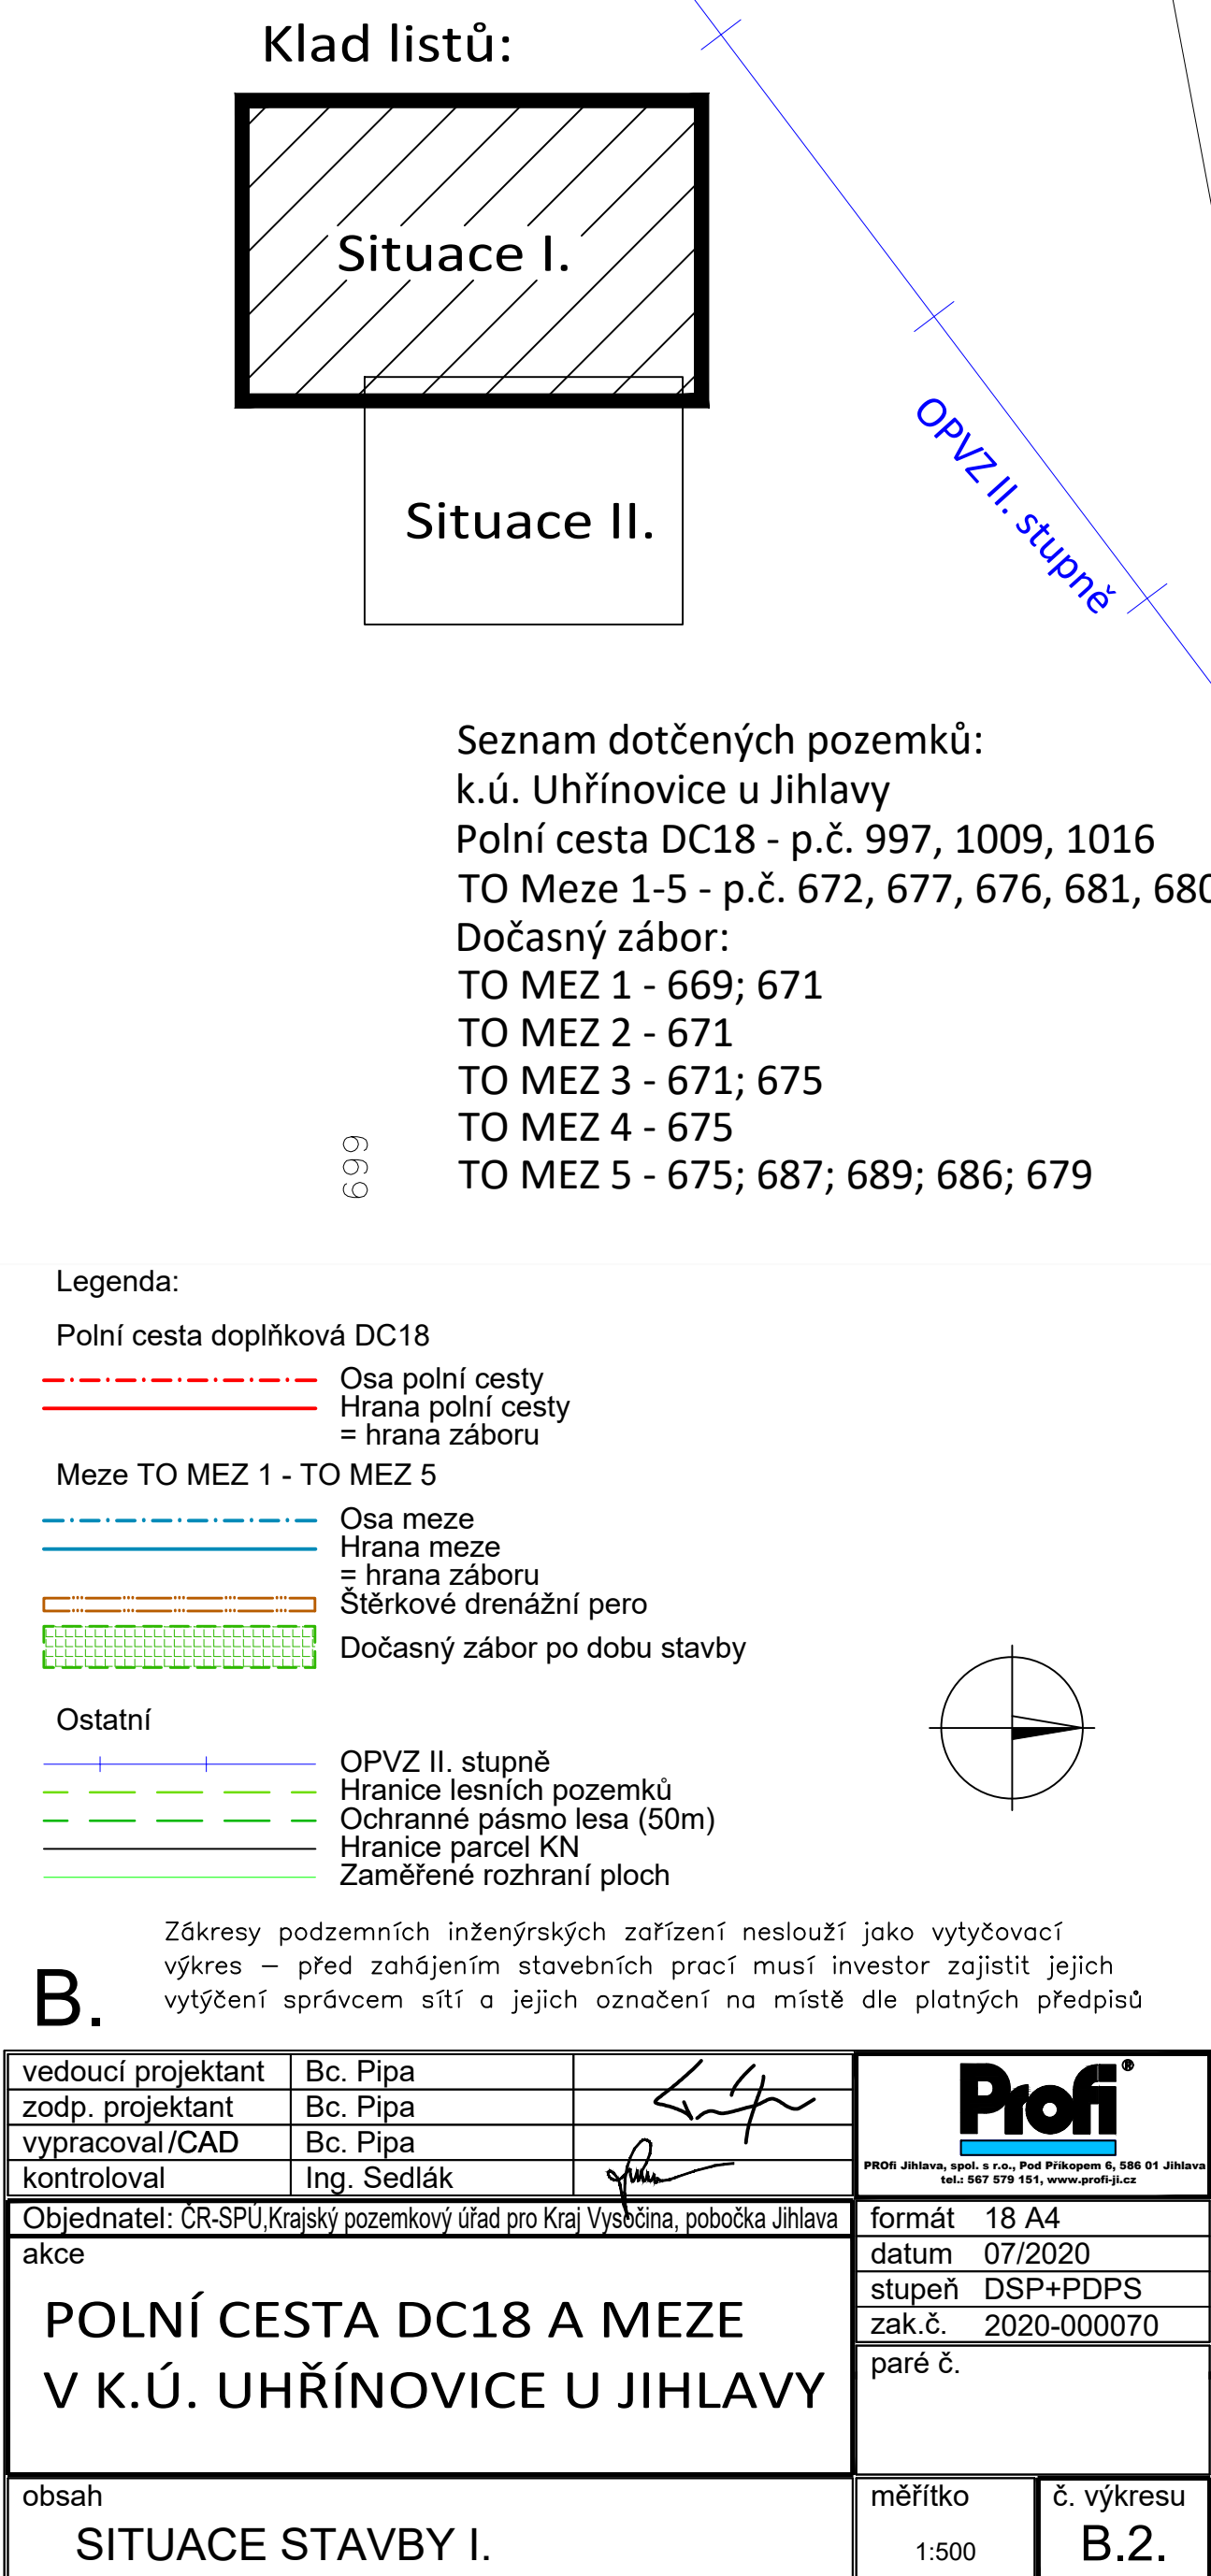 Klad listů:
Situace I.
Situace II.
OPVZ II. stupně
Seznam dotčených pozemků:
k.ú. Uhřínovice u Jihlavy
Polní cesta DC18 - p.č. 997, 1009, 1016
TO Meze 1-5 - p.č. 672, 677, 676, 681, 680
Dočasný zábor:
TO MEZ 1 - 669; 671
TO MEZ 2 - 671
TO MEZ 3 - 671; 675
TO MEZ 4 - 675
TO MEZ 5 - 675; 687; 689; 686; 679
669
Legenda:
Polní cesta doplňková DC18
Osa polní cesty
Hrana polní cesty
= hrana záboru
Meze TO MEZ 1 - TO MEZ 5
Osa meze
Hrana meze
= hrana záboru
Štěrkové drenážní pero
Dočasný zábor po dobu stavby
Ostatní
OPVZ II. stupně
Hranice lesních pozemků
Ochranné pásmo lesa (50m)
Hranice parcel KN
Zaměřené rozhraní ploch
Zákresy podzemních inženýrských zařízení neslouží jako vytyčovací
výkres – před zahájením stavebních prací musí investor zajistit jejich
vytýčení správcem sítí a jejich označení na místě dle platných předpisů
B.
vedoucí projektant Bc. Pipa
zodp. projektant Bc. Pipa
vypracoval/CAD Bc. Pipa
kontroloval Ing. Sedlák
Profi®
PROfi Jihlava, spol. s r.o., Pod Příkopem 6, 586 01 Jihlava
tel.: 567 579 151, www.profi-ji.cz
Objednatel: ČR-SPÚ,Krajský pozemkový úřad pro Kraj Vysočina, pobočka Jihlava
formát 18 A4
datum 07/2020
stupeň DSP+PDPS
zak.č. 2020-000070
paré č.
akce
POLNÍ CESTA DC18 A MEZE
V K.Ú. UHŘÍNOVICE U JIHLAVY
obsah
SITUACE STAVBY I.
měřítko
1:500
č. výkresu
B.2.